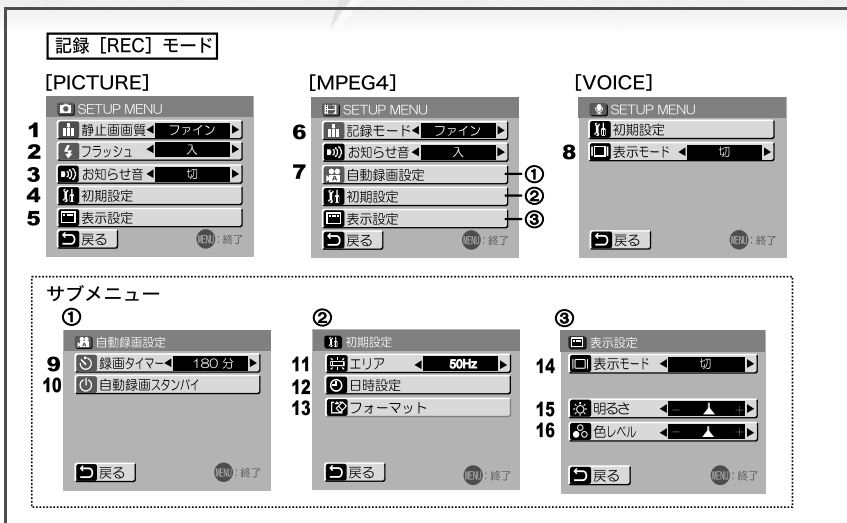 記録 [REC] モード
[PICTURE]
SETUP MENU
1 静止画画質 ファイン
2 フラッシュ 入
3 お知らせ音 切
4 初期設定
5 表示設定
戻る MENU : 終了
[MPEG4]
SETUP MENU
6 記録モード ファイン
お知らせ音 入
7 自動録画設定 ①
初期設定 ②
表示設定 ③
戻る MENU : 終了
[VOICE]
SETUP MENU
初期設定
8 表示モード 切
戻る MENU : 終了
サブメニュー
①
自動録画設定
9 録画タイマー 180 分
10 自動録画スタンバイ
戻る MENU : 終了
②
初期設定
11 エリア 50Hz
12 日時設定
13 フォーマット
戻る MENU : 終了
③
表示設定
14 表示モード 切
15 明るさ - +
16 色レベル - +
戻る MENU : 終了